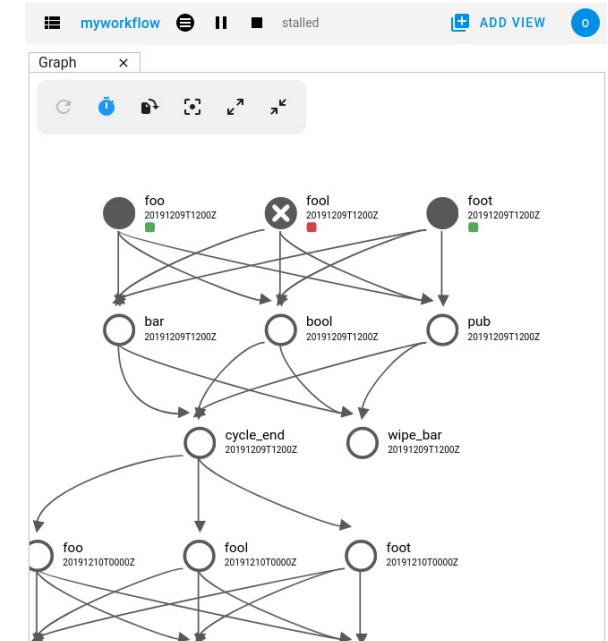 myworkflow stalled ADD VIEW o
Graph
foo
20191209T1200Z
fool
20191209T1200Z
foot
20191209T1200Z
bar
20191209T1200Z
bool
20191209T1200Z
pub
20191209T1200Z
cycle_end
20191209T1200Z
wipe_bar
20191209T1200Z
foo
20191210T0000Z
fool
20191210T0000Z
foot
20191210T0000Z